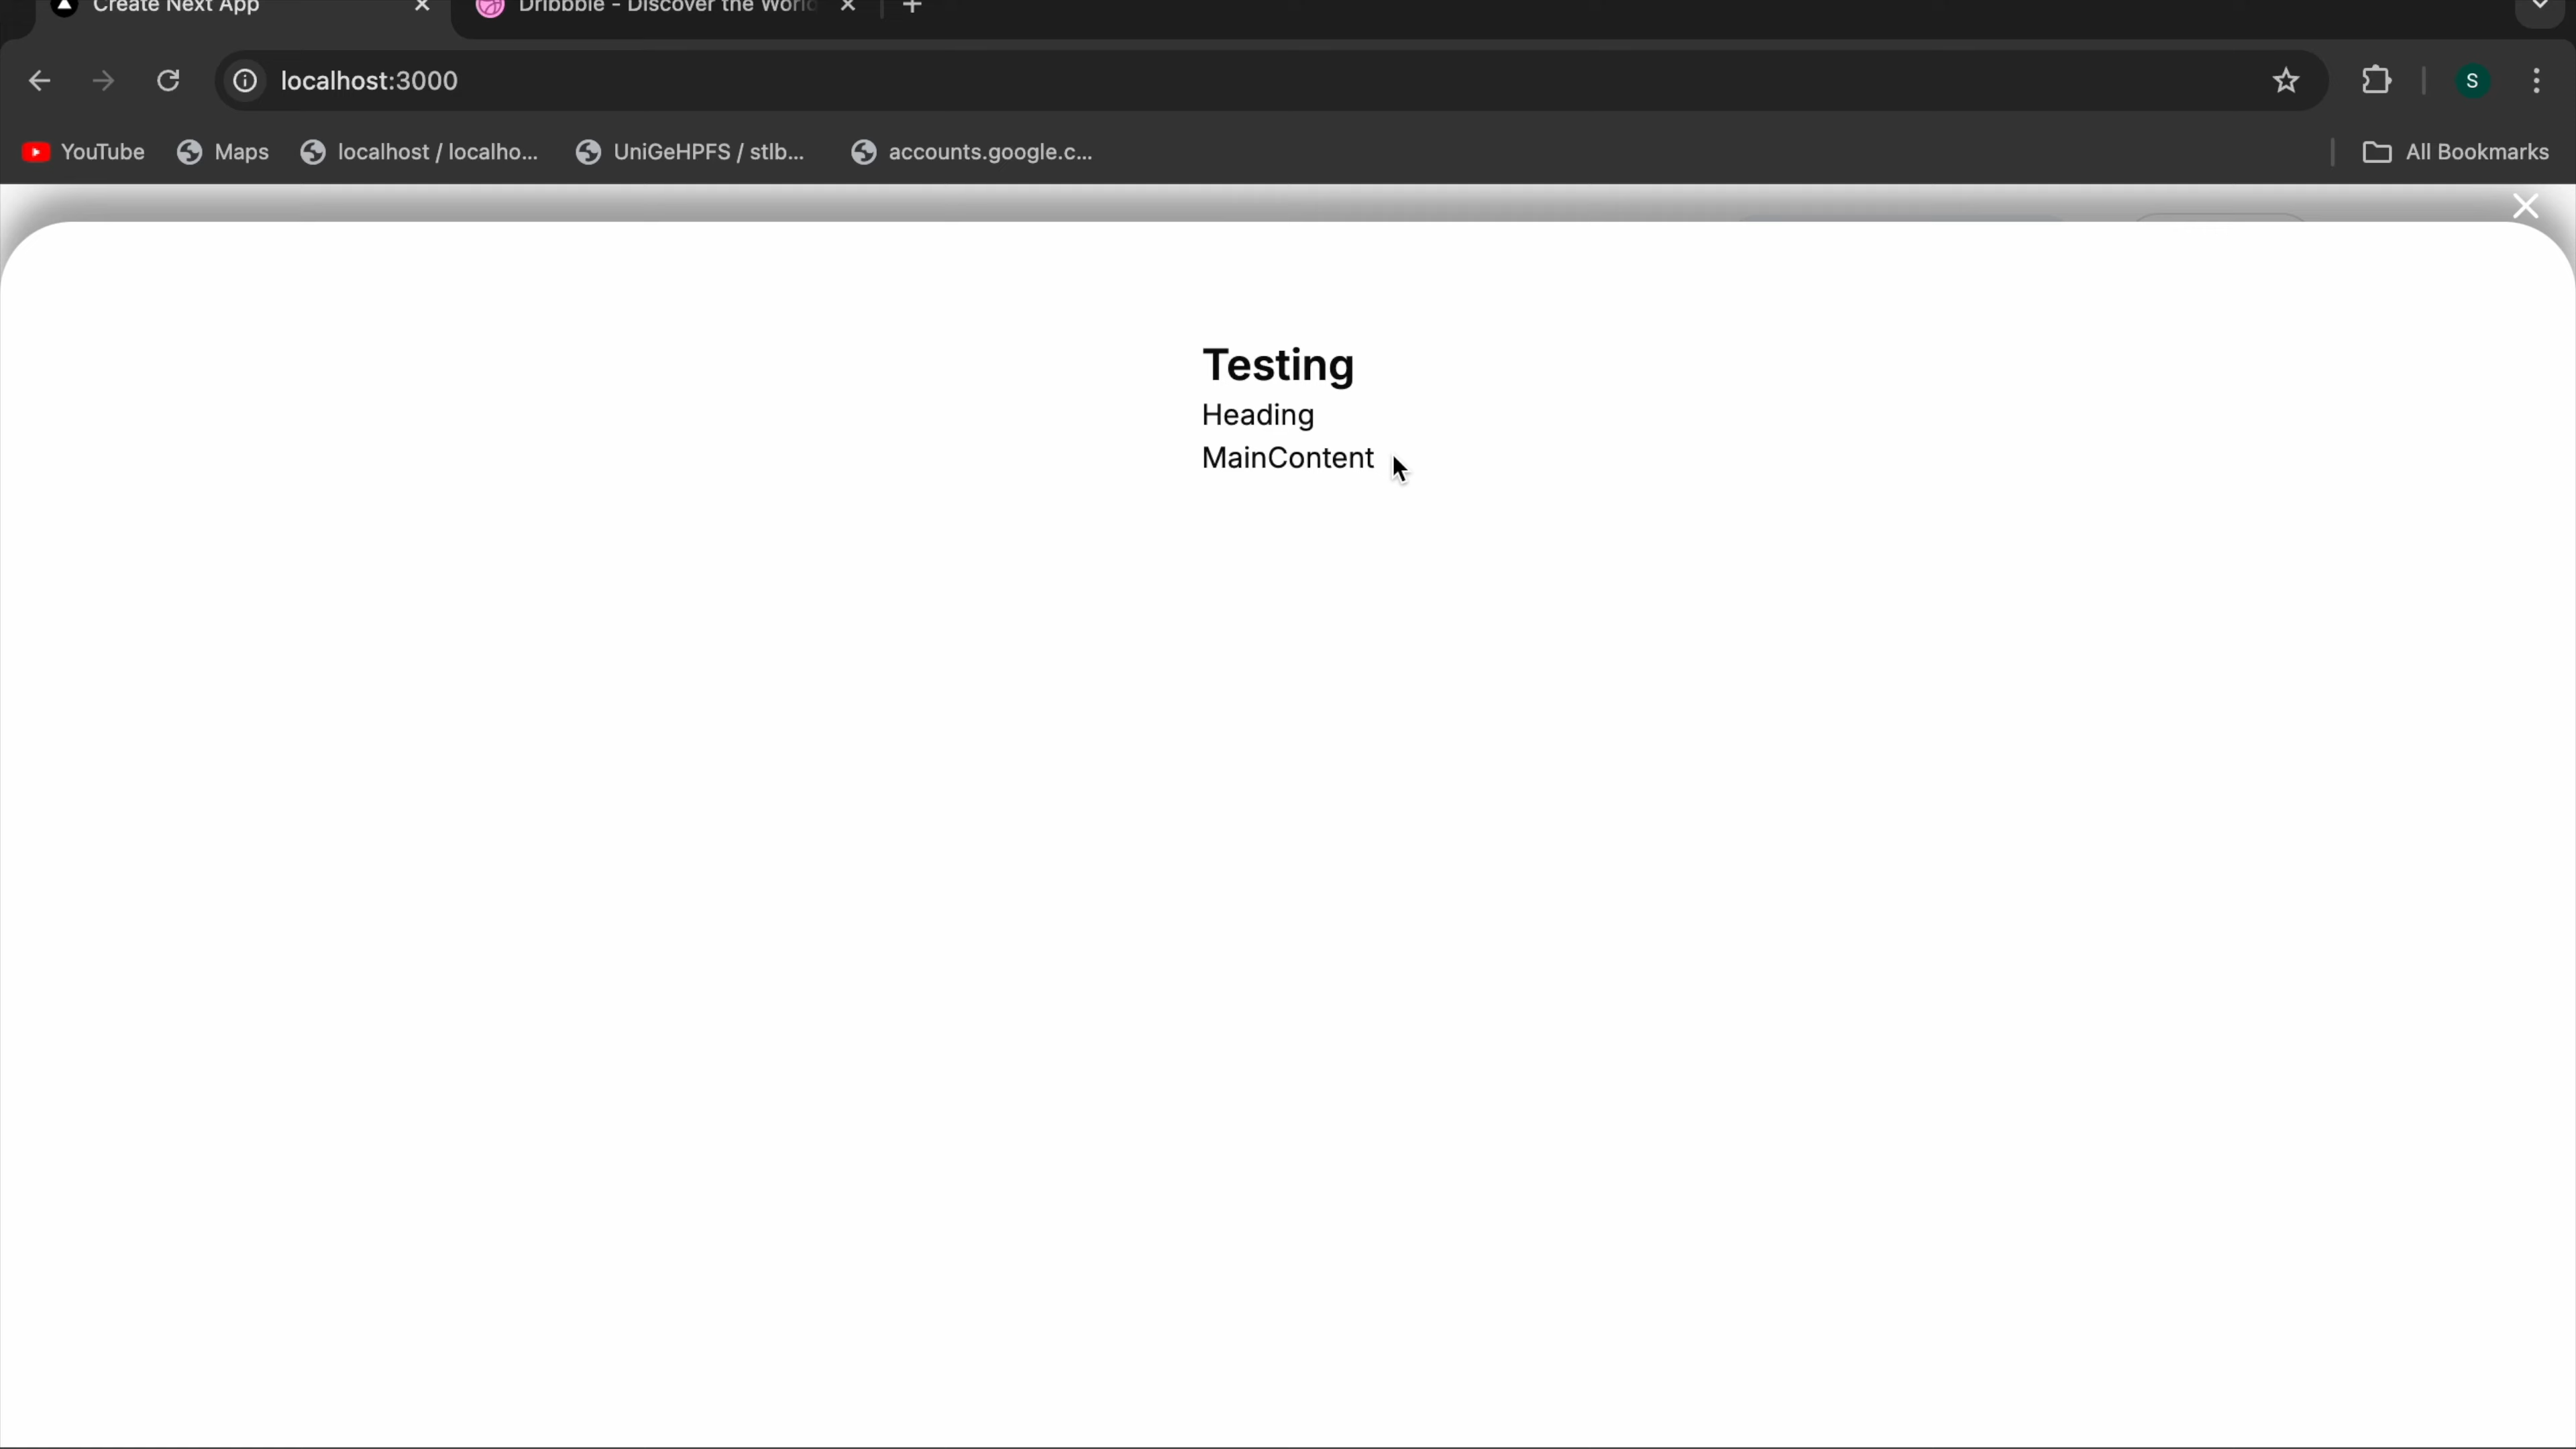 Create Next App
Dribbble - Discover the World
localhost:3000
S
YouTube
Maps
localhost / localho...
UniGeHPFS / stlb...
accounts.google.c...
All Bookmarks
Testing
Heading
MainContent